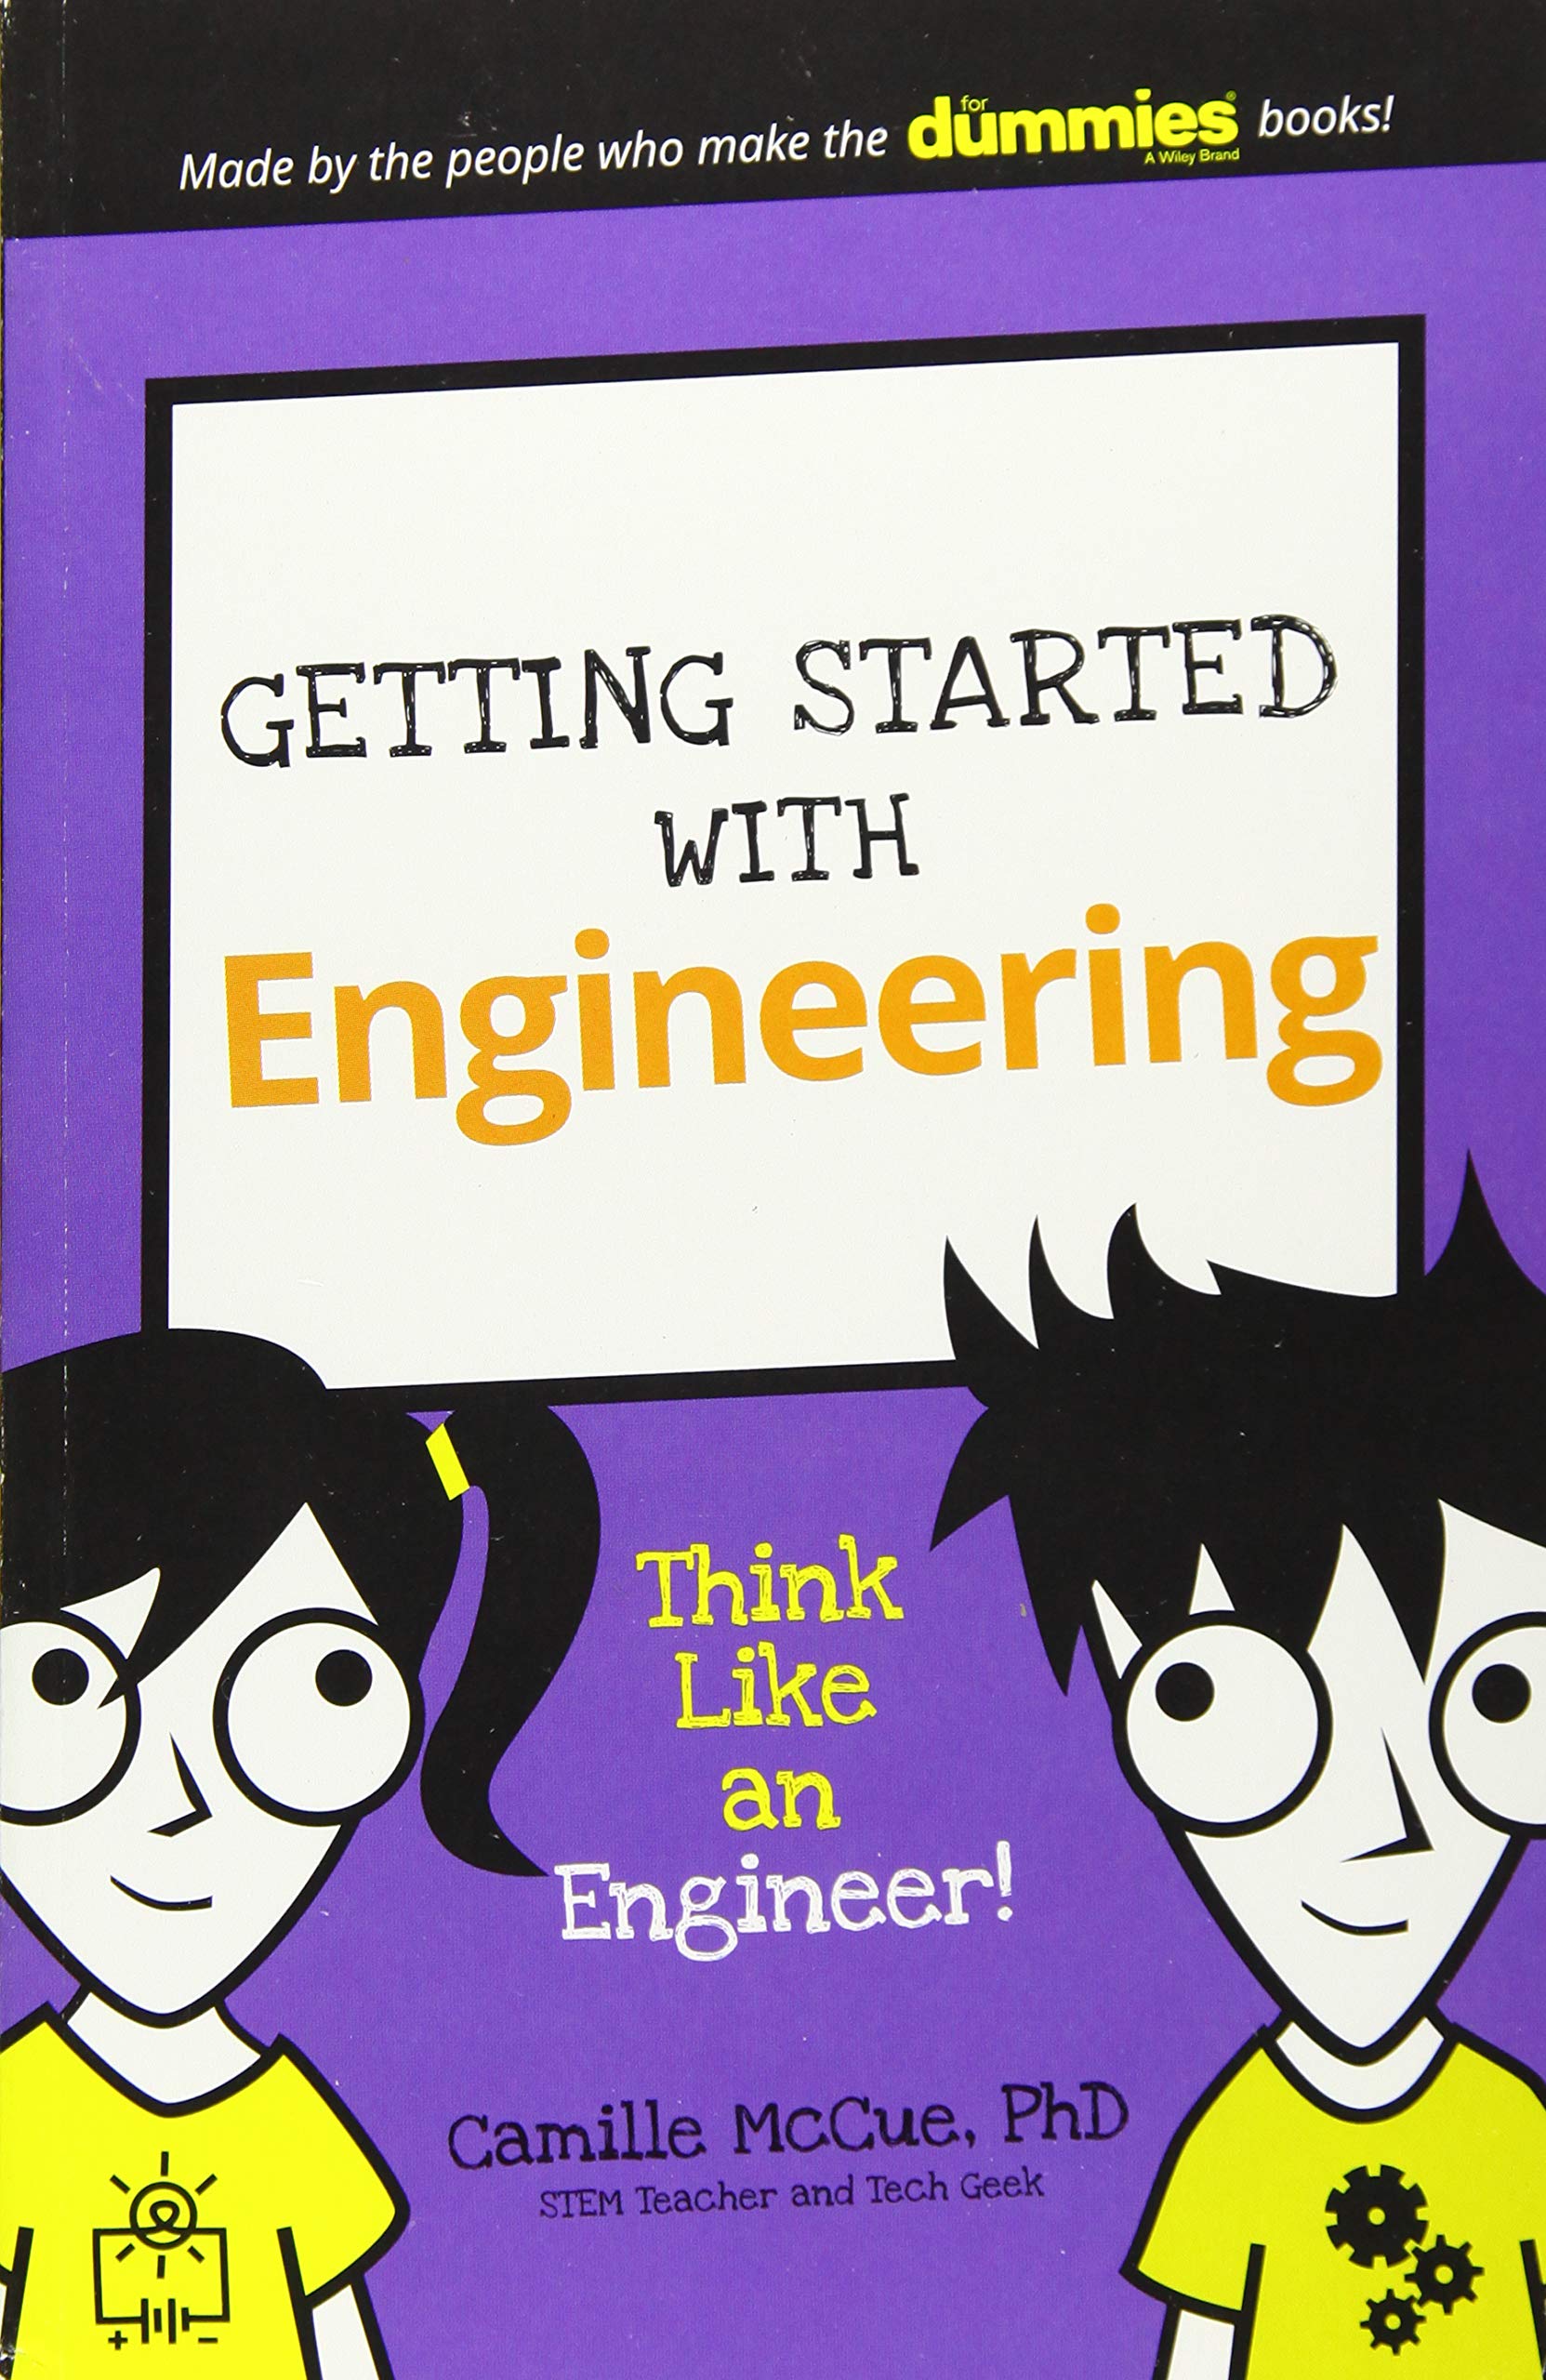 Made by the people who make the for dummies® books!
A Wiley Brand
GETTING STARTED
WITH
Engineering
Think
Like
an
Engineer!
Camille McCue, PhD
STEM Teacher and Tech Geek
+ -